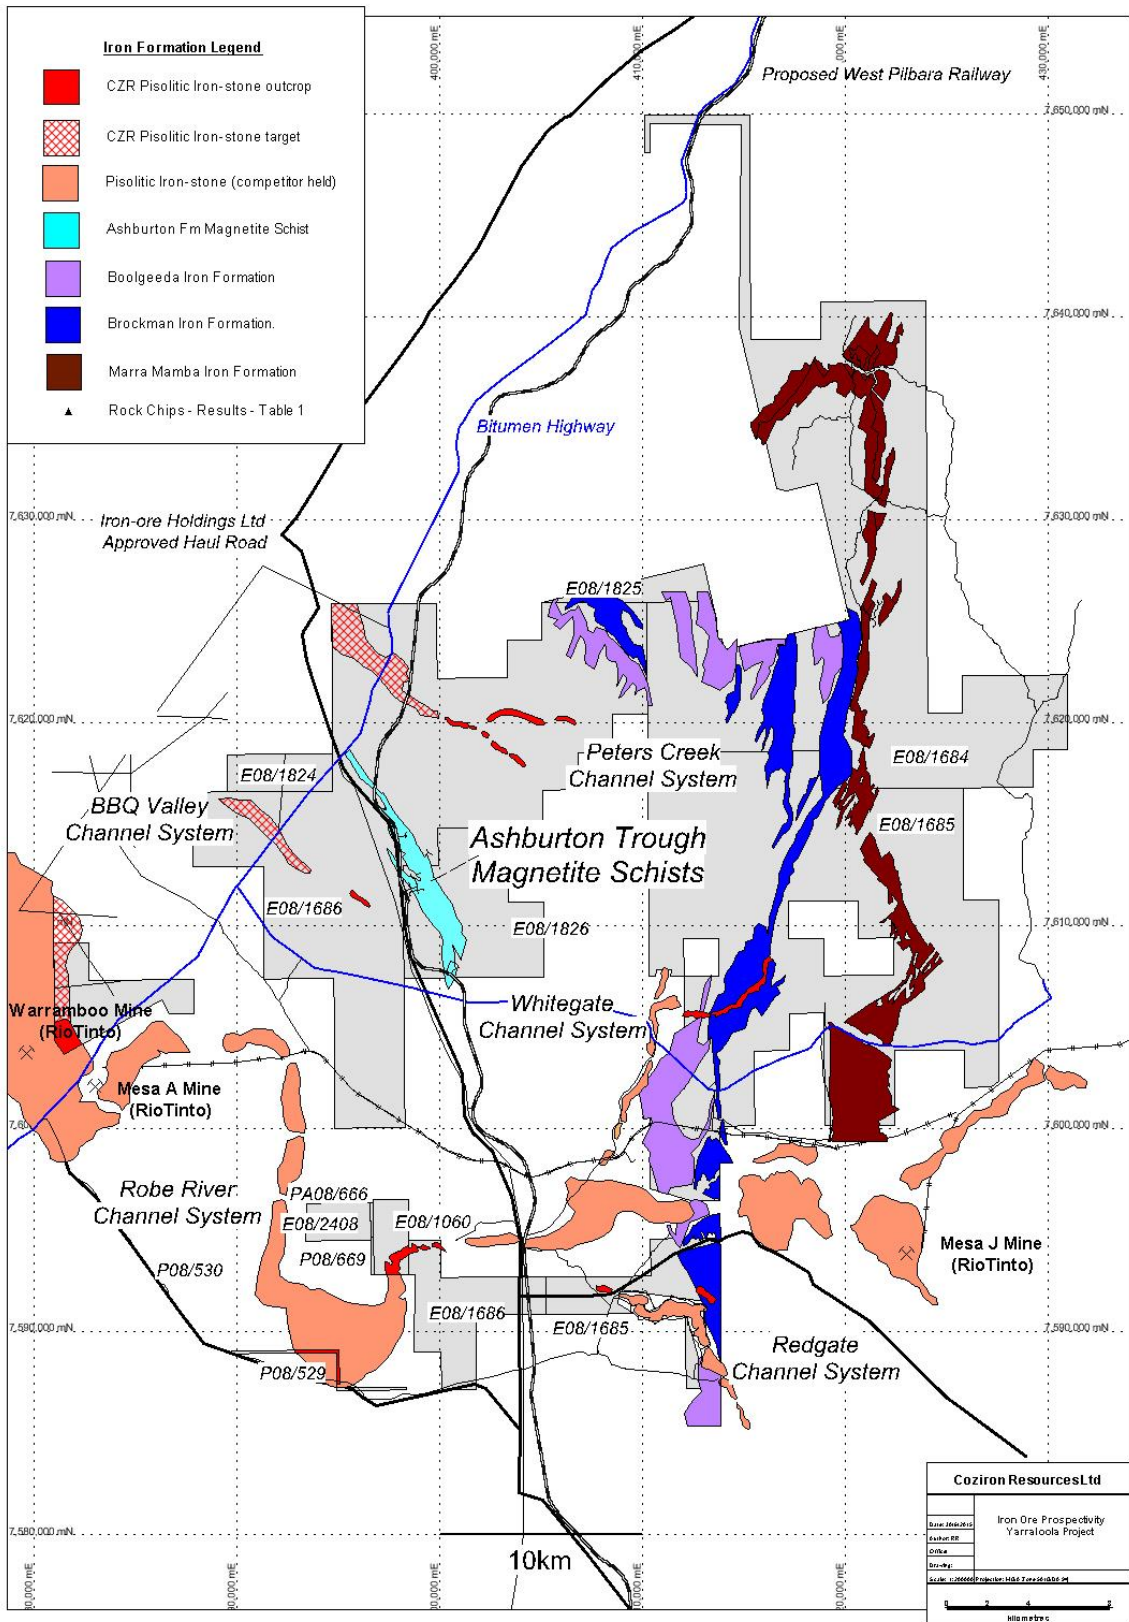 Iron Formation Legend
CZR Pisolitic Iron-stone outcrop
CZR Pisolitic Iron-stone target
Pisolitic Iron-stone (competitor held)
Ashburton Fm Magnetite Schist
Boolgeeda Iron Formation
Brockman Iron Formation.
Marra Mamba Iron Formation
Rock Chips - Results - Table 1
400,000 mE
430,000 mE
Proposed West Pilbara Railway
7,650,000 mN
7,640,000 mN
Bitumen Highway
7,630,000 mN
7,630,000 mN
Iron-ore Holdings Ltd
Approved Haul Road
E08/1825
7,620,000 mN
7,620,000 mN
Peters Creek
Channel System
E08/1684
E08/1824
BBQ Valley
Channel System
Ashburton Trough
Magnetite Schists
E08/1685
E08/1686
E08/1826
7,610,000 mN
Whitegate
Channel System
Warramboo Mine
(RioTinto)
Mesa A Mine
(RioTinto)
7,600,000 mN
Robe River
Channel System
PA08/666
E08/2408
E08/1060
P08/669
P08/530
Mesa J Mine
(RioTinto)
E08/1686
E08/1685
7,590,000 mN
7,590,000 mN
Redgate
Channel System
P08/529
7,580,000 mN
10km
400,000 mE
Coziron Resources Ltd
Iron Ore Prospectivity
Yarraloola Project
Author: RR
Office:
Drawing:
0 2 4 8
kilometres